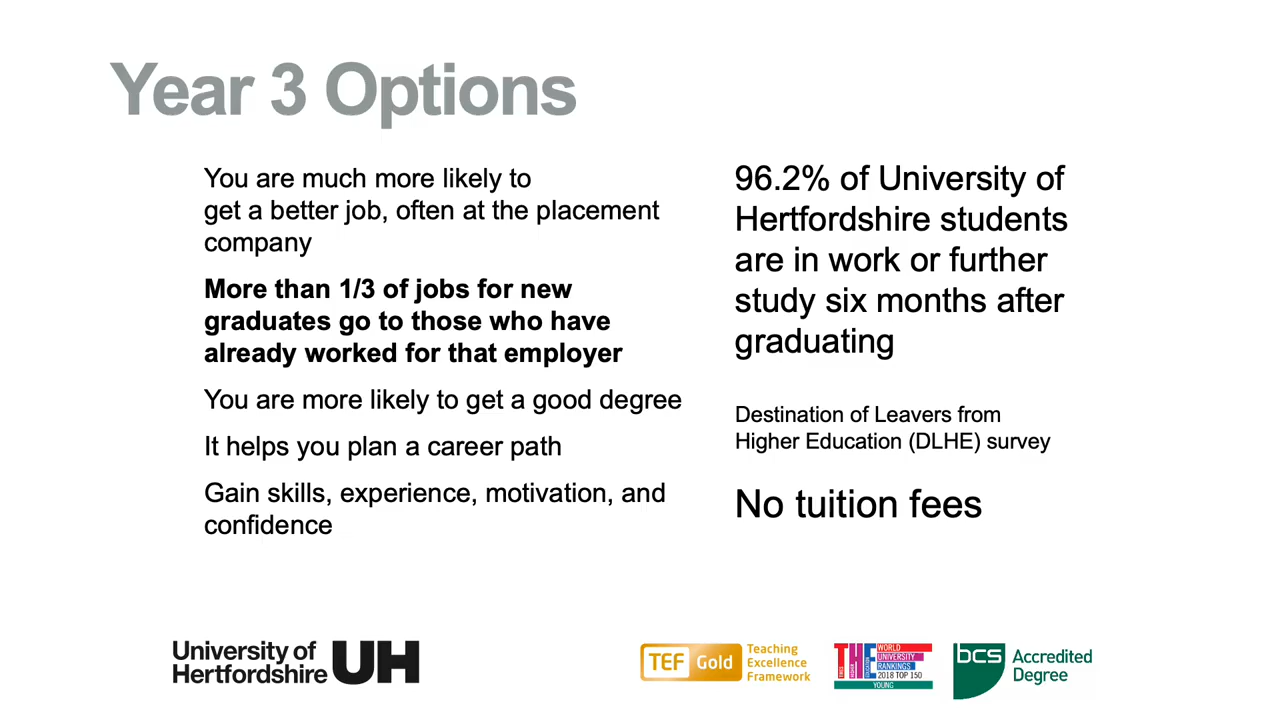 Year 3 Options
You are much more likely to
get a better job, often at the placement
company
More than 1/3 of jobs for new
graduates go to those who have
already worked for that employer
You are more likely to get a good degree
It helps you plan a career path
Gain skills, experience, motivation, and
confidence
96.2% of University of
Hertfordshire students
are in work or further
study six months after
graduating
Destination of Leavers from
Higher Education (DLHE) survey
No tuition fees
University of
Hertfordshire
UH
TEF Gold
Teaching
Excellence
Framework
THE
WORLD
UNIVERSITY
RANKINGS
2018 TOP 150
YOUNG
bcs
Accredited
Degree